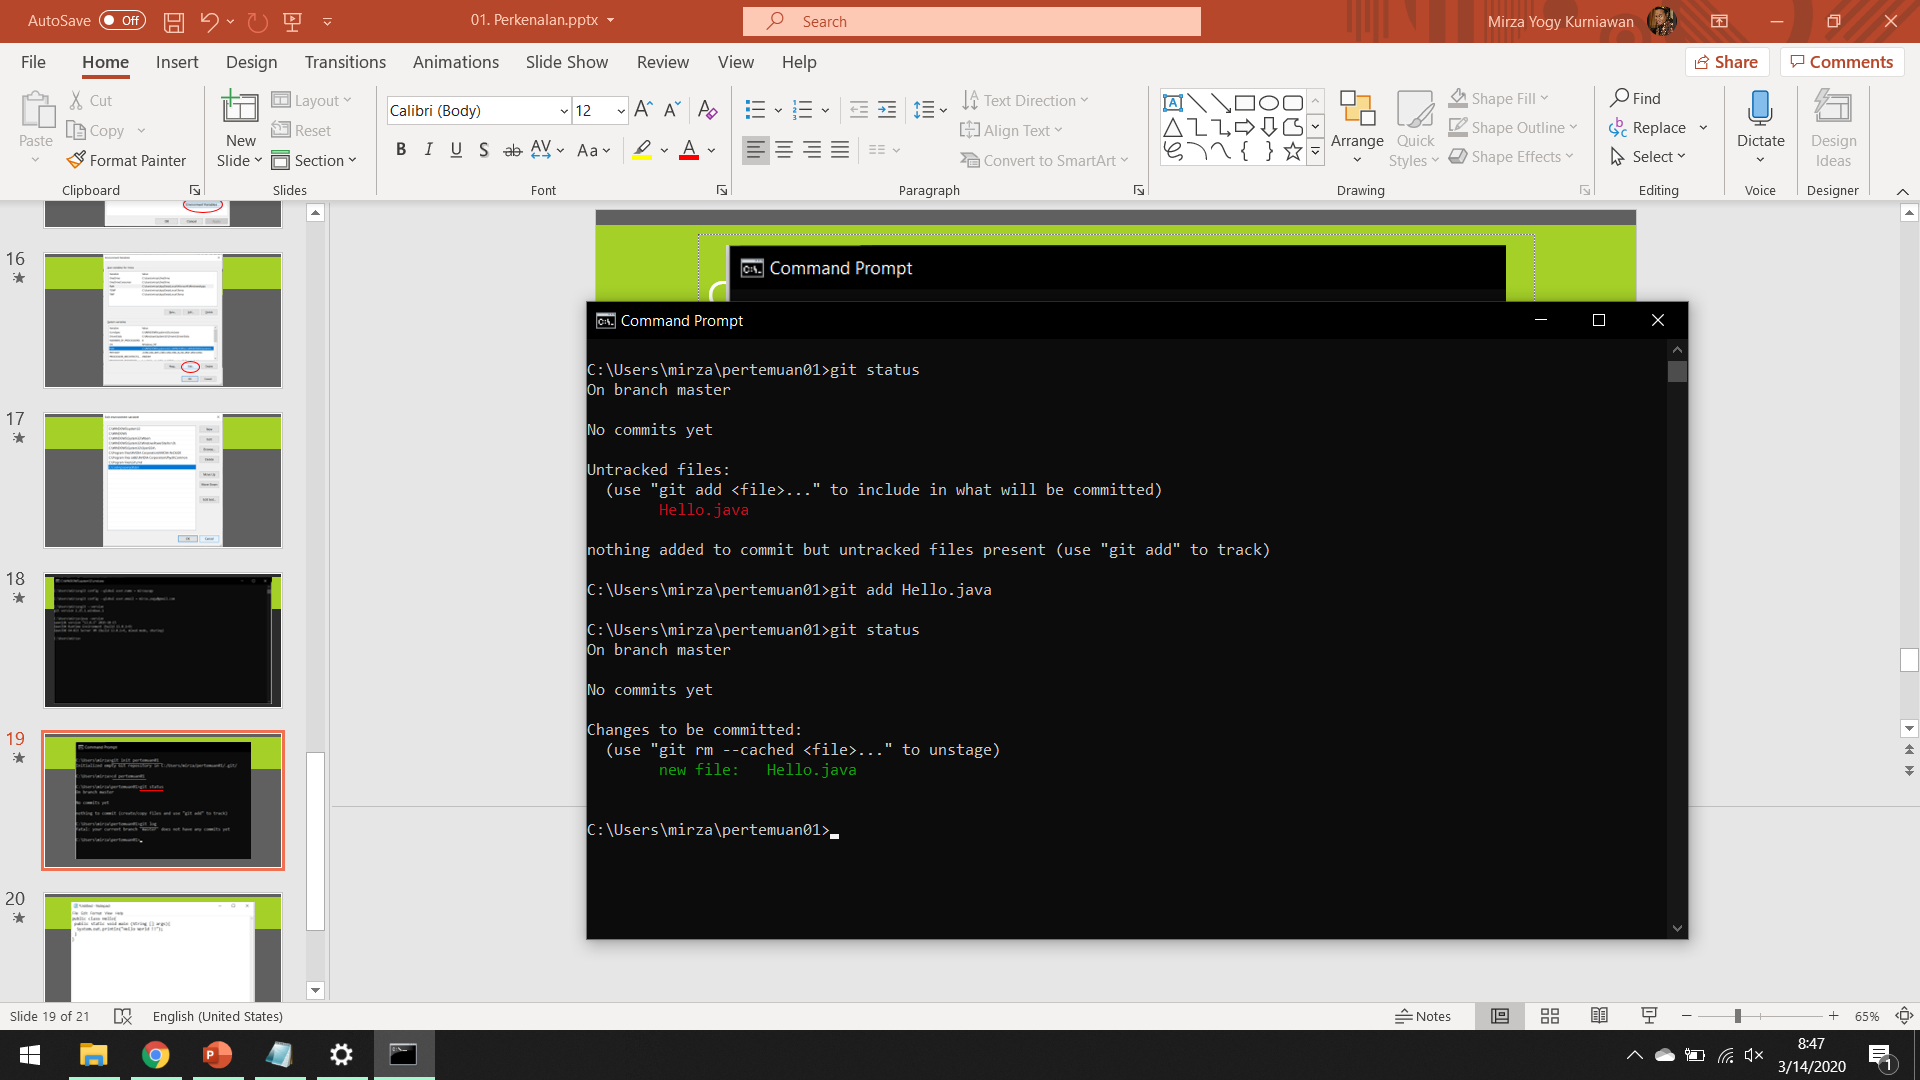 AutoSave Off
01. Perkenalan.pptx
Search
Mirza Yogy Kurniawan
File Home Insert Design Transitions Animations Slide Show Review View Help
Share Comments
Paste
Cut
Copy
Format Painter
Clipboard
New Slide
Layout
Reset
Section
Slides
Calibri (Body) 12
B I U S ab AV Aa A
Font
Paragraph
Text Direction
Align Text
Convert to SmartArt
Arrange
Quick Styles
Shape Fill
Shape Outline
Shape Effects
Drawing
Find
Replace
Select
Editing
Dictate
Voice
Design Ideas
Designer
16
17
18
19
20
Command Prompt
Command Prompt
C:\Users\mirza\pertemuan01>git status
On branch master
No commits yet
Untracked files:
(use "git add <file>..." to include in what will be committed)
Hello.java
nothing added to commit but untracked files present (use "git add" to track)
C:\Users\mirza\pertemuan01>git add Hello.java
C:\Users\mirza\pertemuan01>git status
On branch master
No commits yet
Changes to be committed:
(use "git rm --cached <file>..." to unstage)
new file:   Hello.java
C:\Users\mirza\pertemuan01>
Slide 19 of 21
English (United States)
Notes
65%
8:47
3/14/2020
1